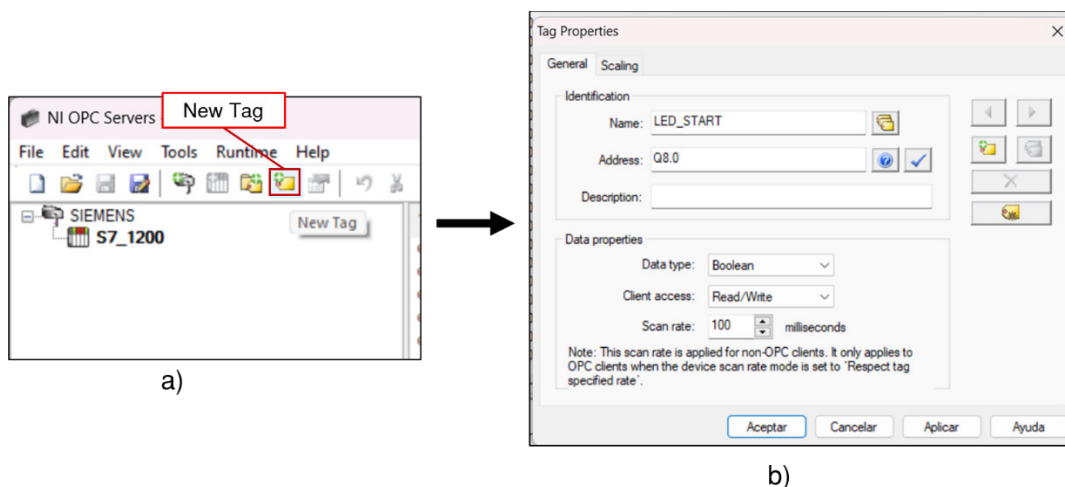 New Tag
NI OPC Servers
File Edit View Tools Runtime Help
SIEMENS
S7_1200
New Tag
a)
Tag Properties
General Scaling
Identification
Name: LED_START
Address: Q8.0
Description:
Data properties
Data type: Boolean
Client access: Read/Write
Scan rate: 100 milliseconds
Note: This scan rate is applied for non-OPC clients. It only applies to
OPC clients when the device scan rate mode is set to 'Respect tag
specified rate'.
Aceptar Cancelar Aplicar Ayuda
b)